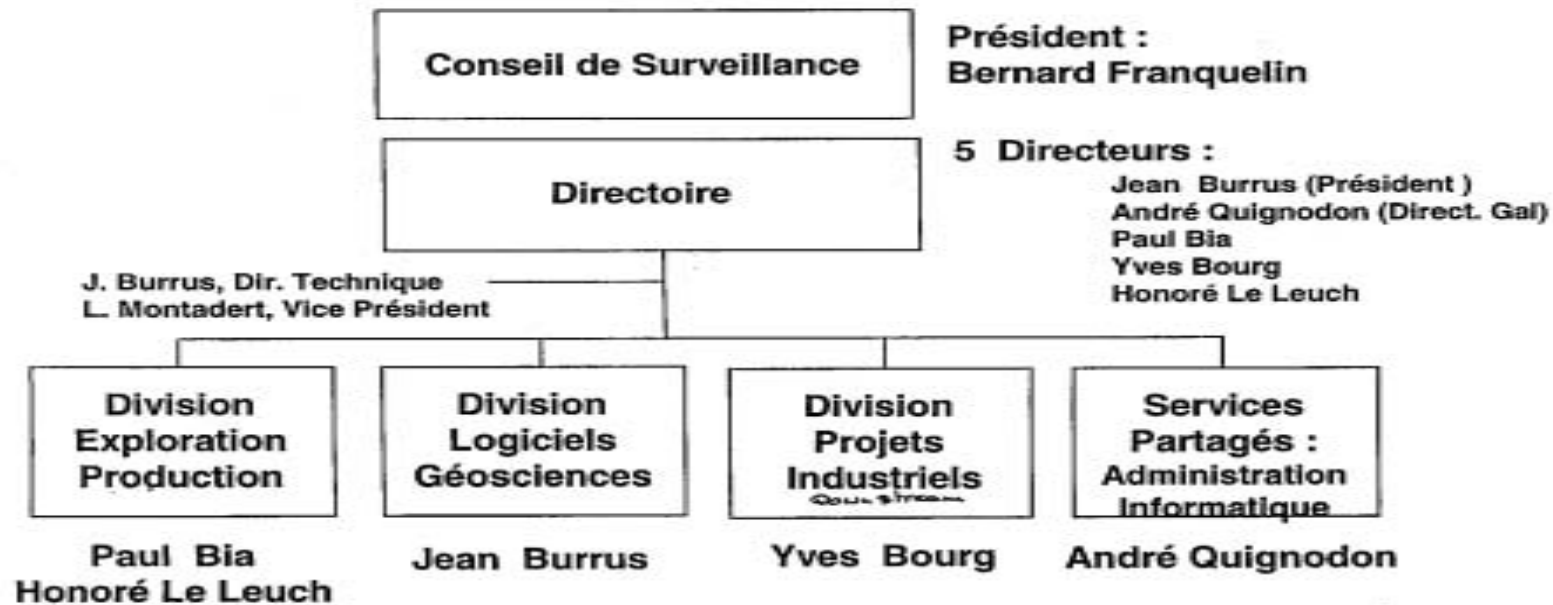 Conseil de Surveillance
Président :
Bernard Franquelin
Directoire
5 Directeurs :
Jean Burrus (Président )
André Quignodon (Direct. Gal)
Paul Bia
Yves Bourg
Honoré Le Leuch
J. Burrus, Dir. Technique
L. Montadert, Vice Président
Division
Exploration
Production
Paul Bia
Honoré Le Leuch
Division
Logiciels
Géosciences
Jean Burrus
Division
Projets
Industriels
Downstream
Yves Bourg
Services
Partagés :
Administration
Informatique
André Quignodon